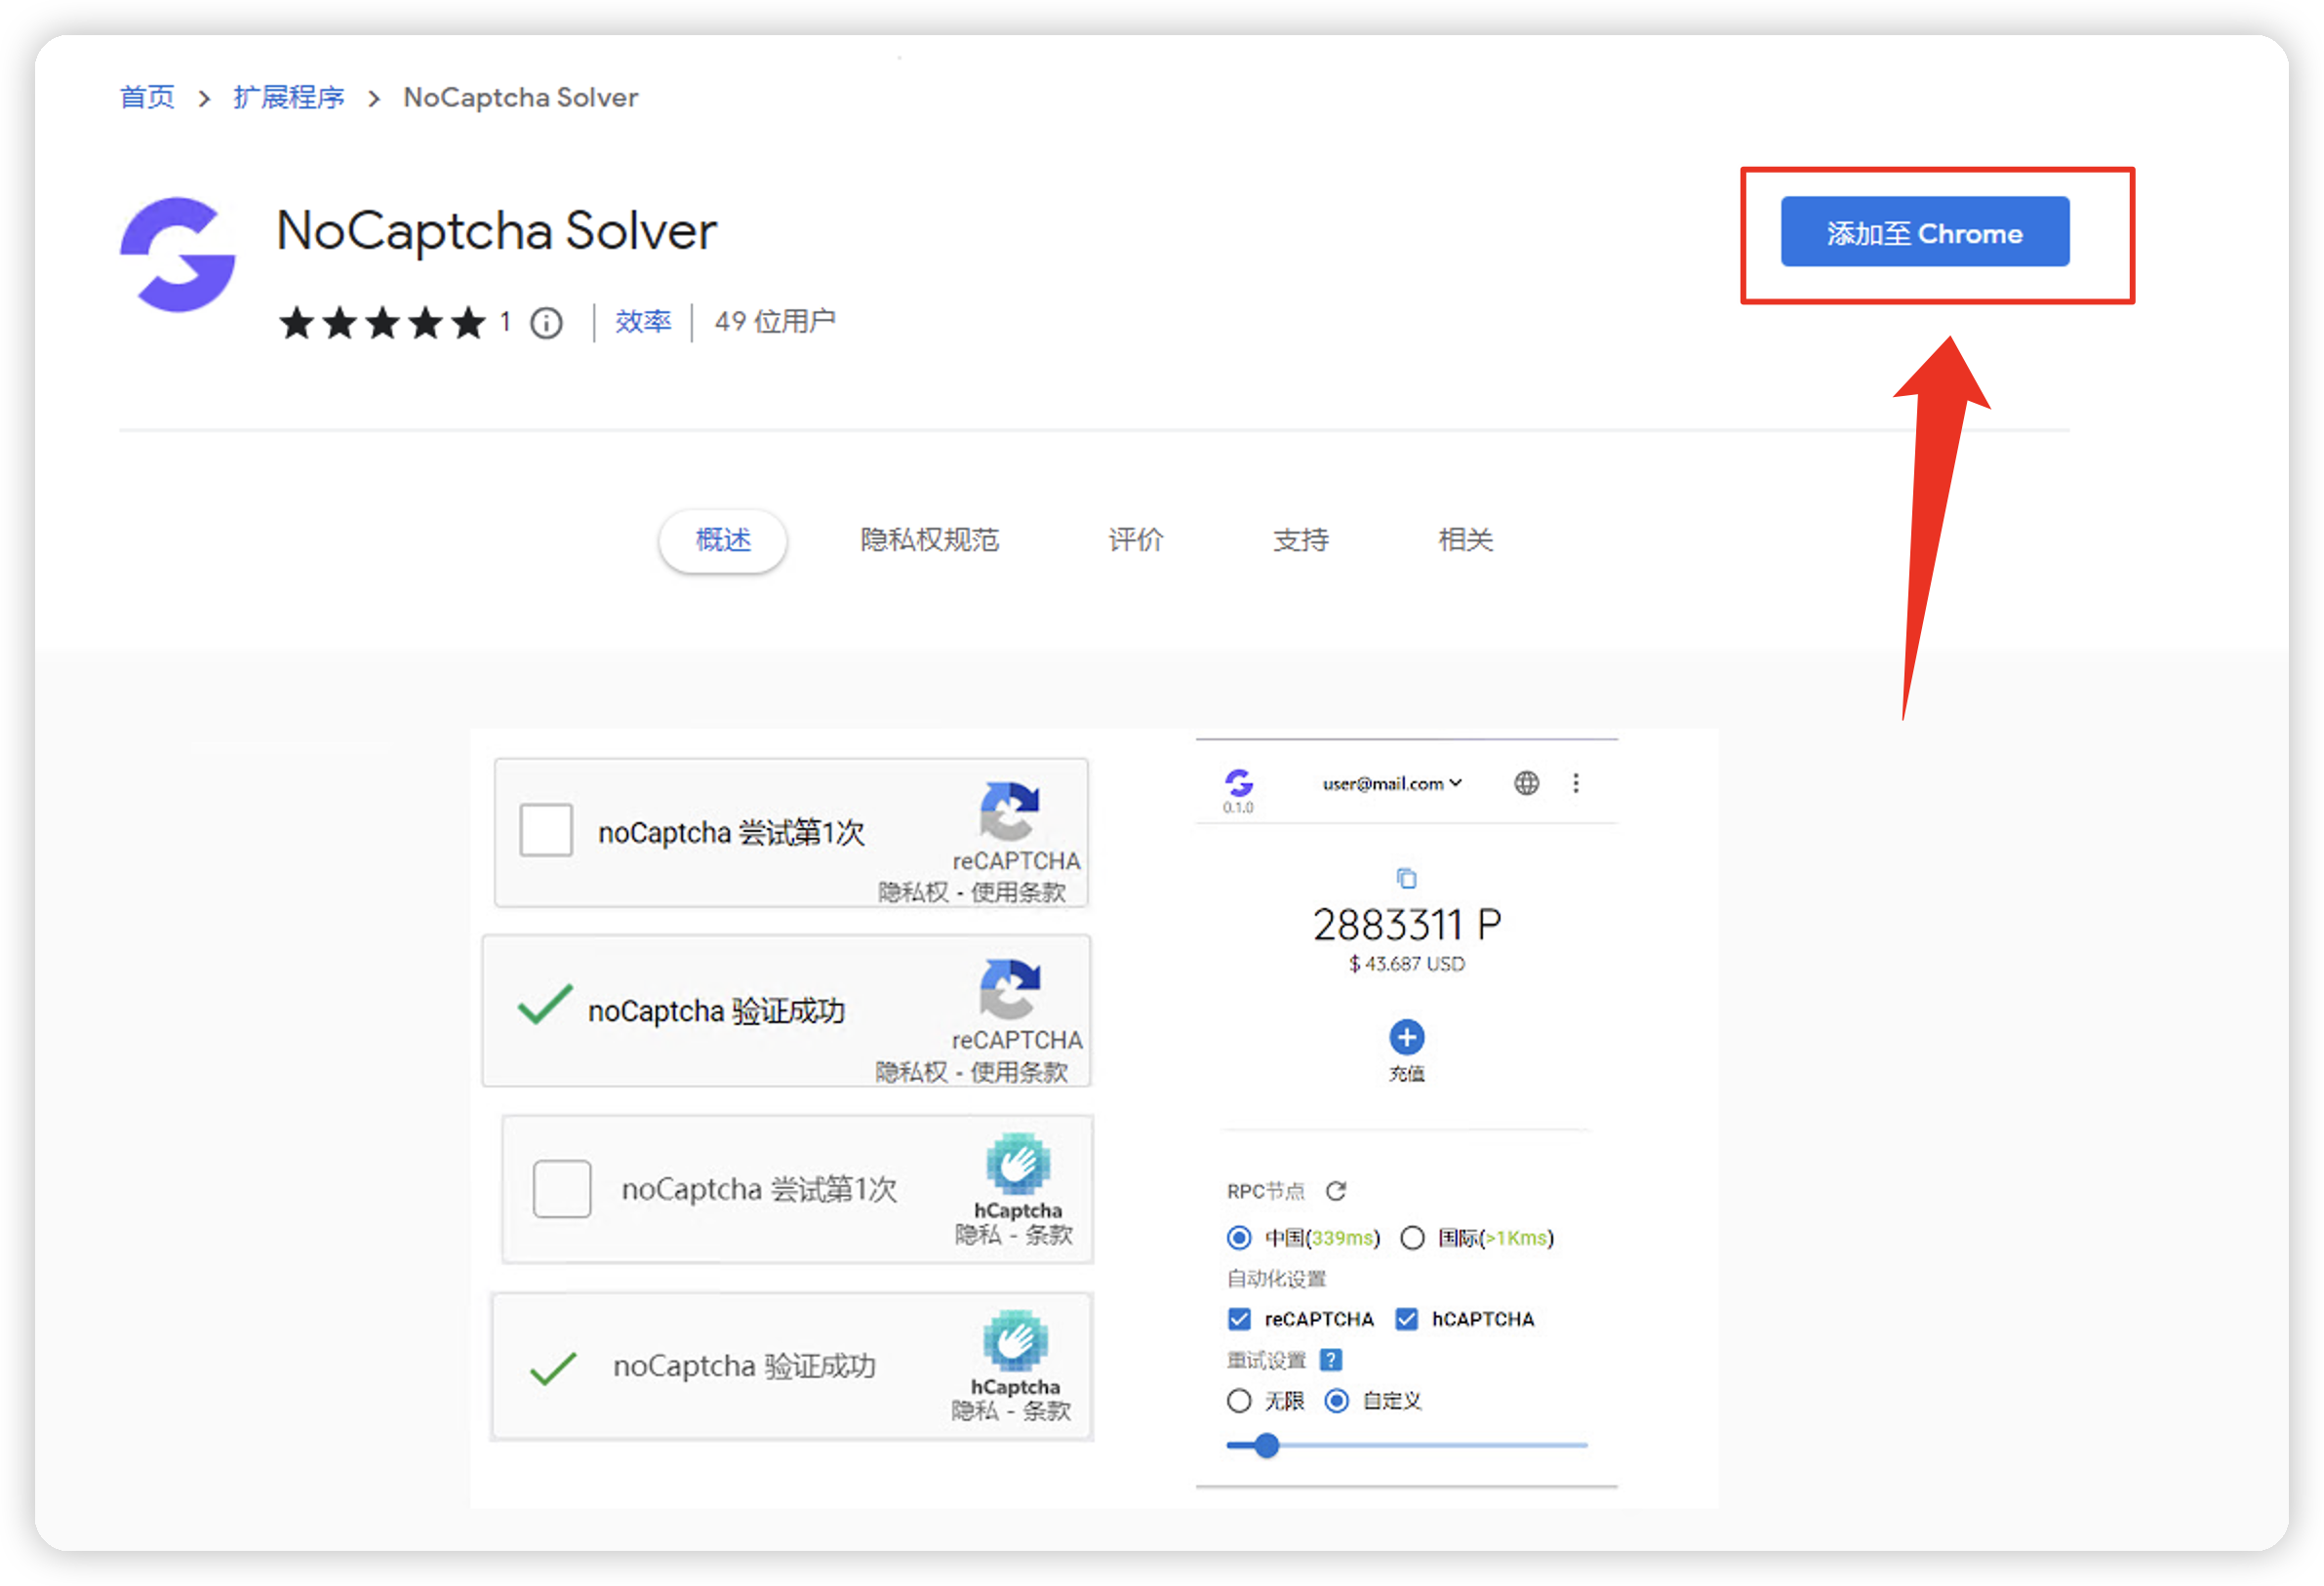 首页 > 扩展程序 > NoCaptcha Solver
NoCaptcha Solver
添加至 Chrome
★★★★★ 1 | 效率 | 49 位用户
概述 隐私权规范 评价 支持 相关
noCaptcha 尝试第1次
reCAPTCHA
隐私权 - 使用条款
noCaptcha 验证成功
reCAPTCHA
隐私权 - 使用条款
noCaptcha 尝试第1次
hCaptcha
隐私 - 条款
noCaptcha 验证成功
hCaptcha
隐私 - 条款
0.1.0
user@mail.com
2883311 P
$ 43.687 USD
充值
RPC节点
中国(339ms) 国际(>1Kms)
自动化设置
reCAPTCHA hCAPTCHA
重试设置 ?
无限 自定义